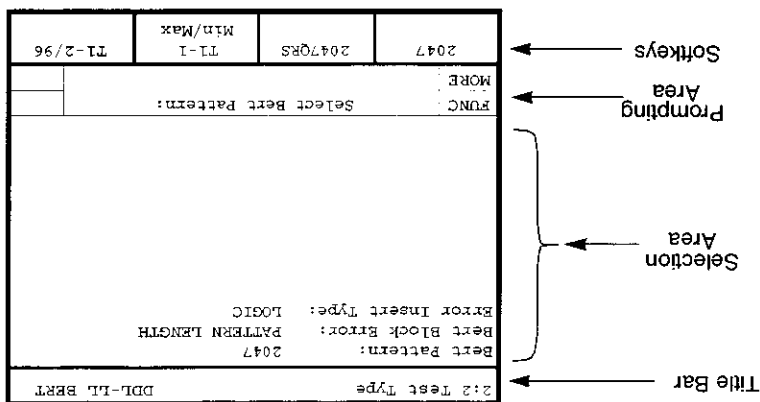 Title Bar
2:2 Test Type DDL-LL BERT
Bert Pattern: 2047
Bert Block Error: PATTERN LENGTH
Error Insert Type: LOGIC
Selection
Area
Prompting
Area
FUNC Select Bert Pattern:
MORE
Softkeys
2047 2047QRS T1-1 T1-2/96
Min/Max